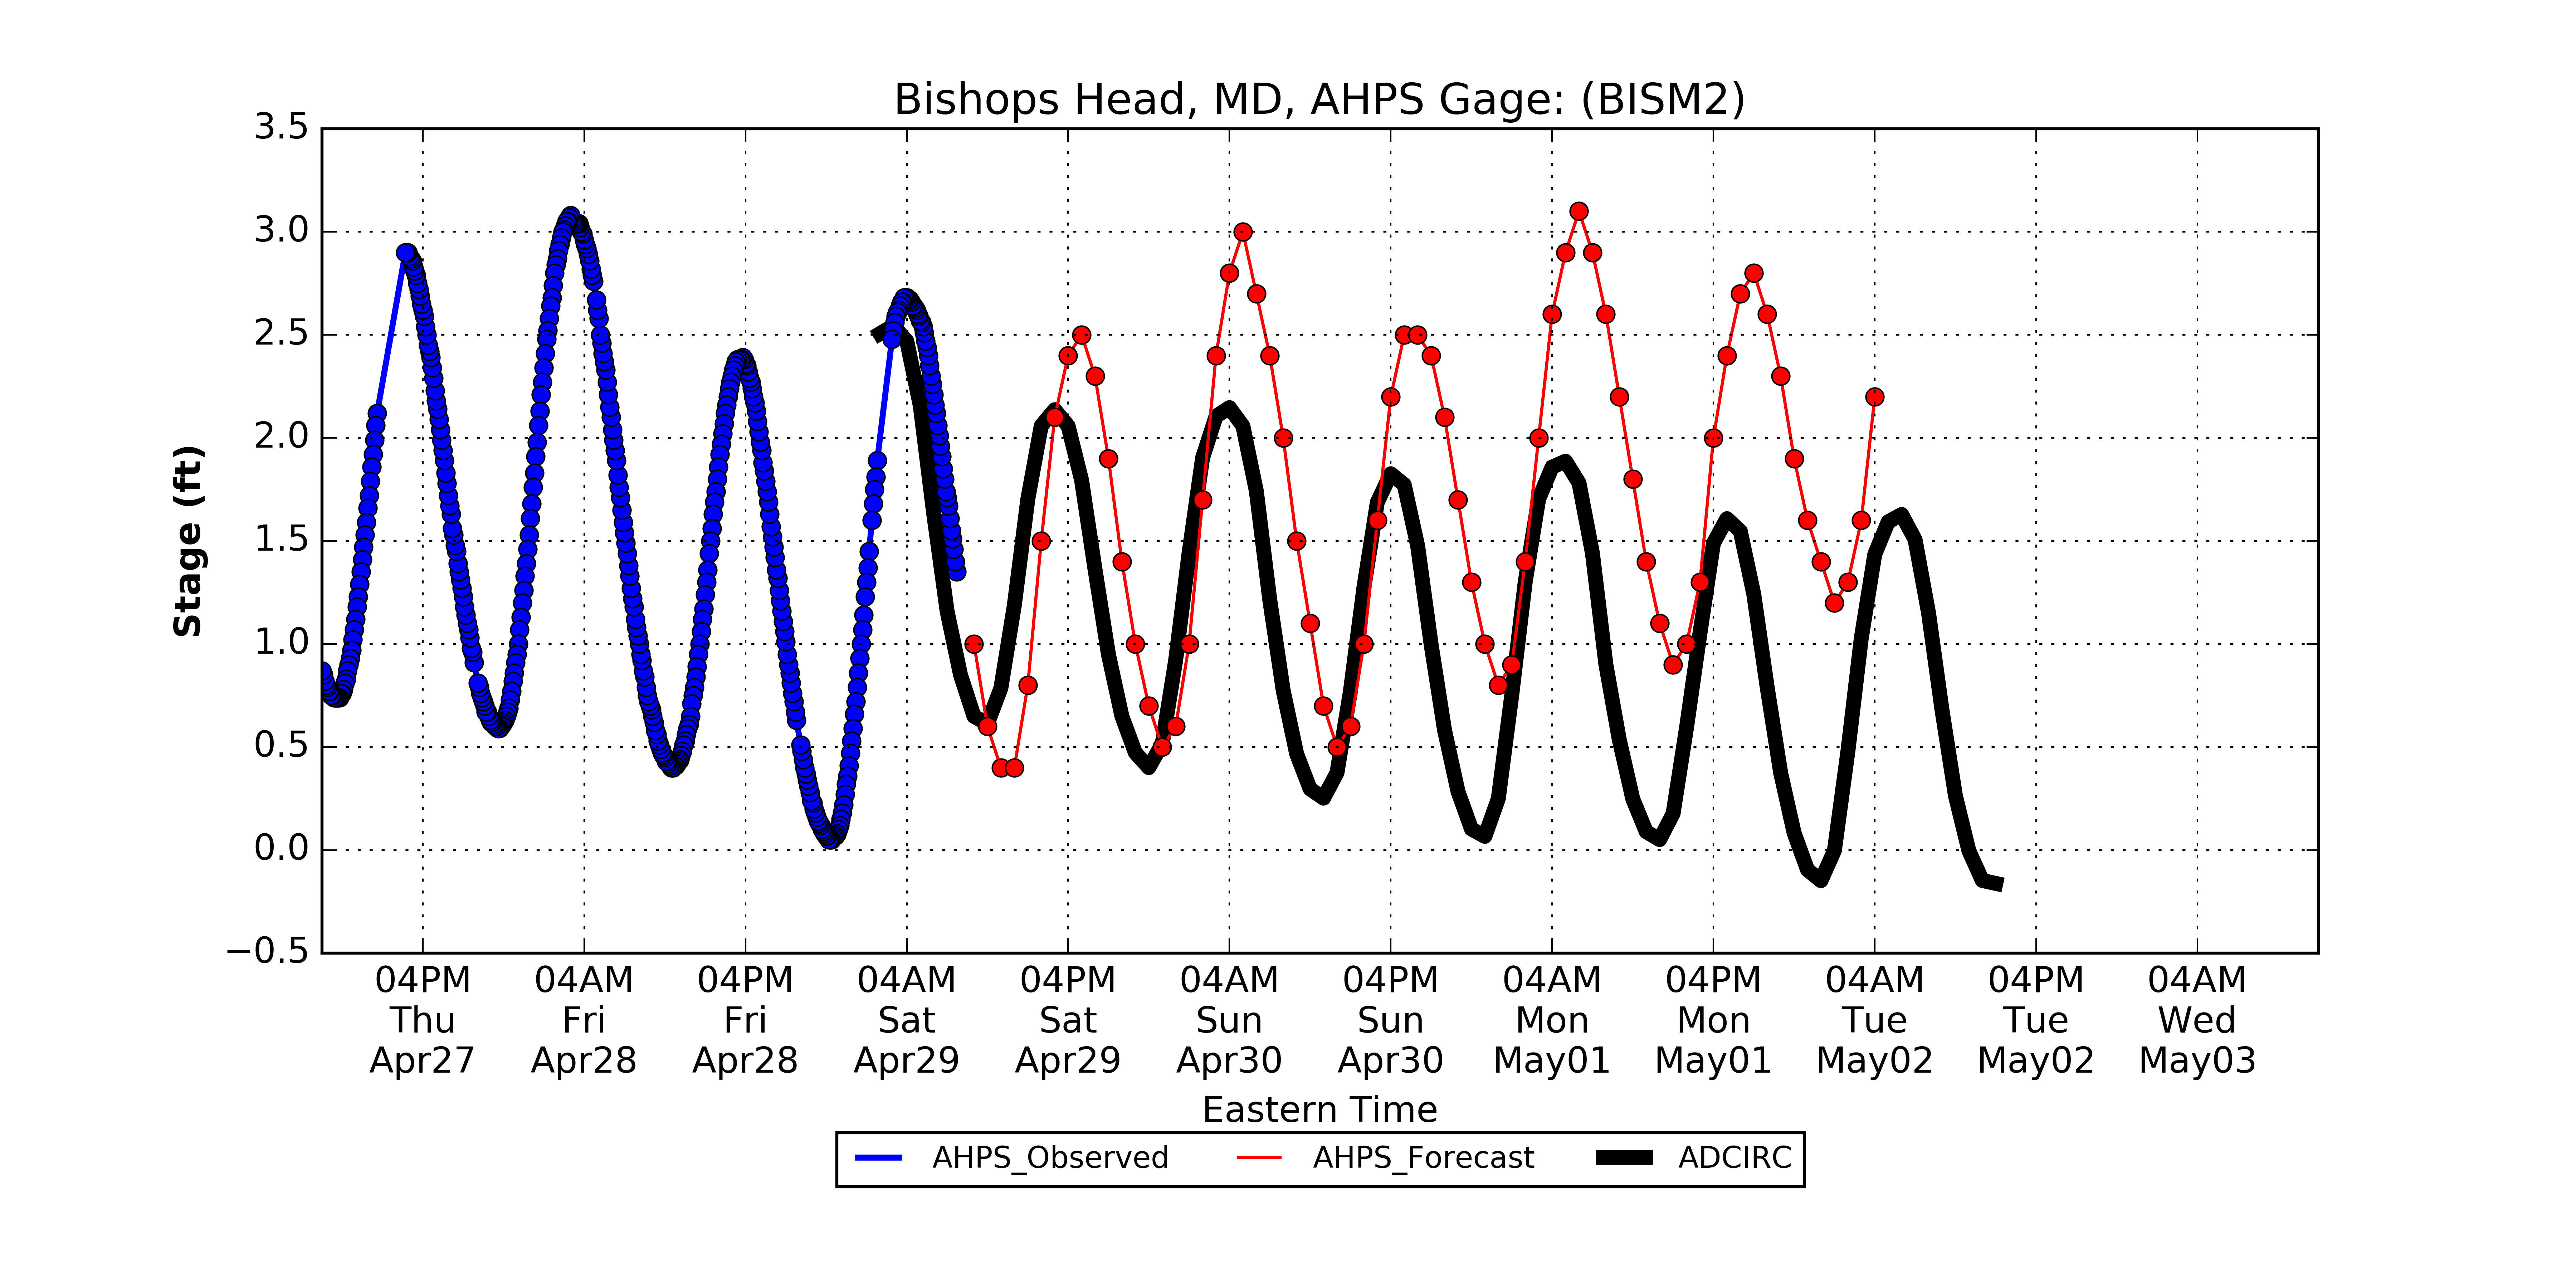 Bishops Head, MD, AHPS Gage: (BISM2)
Stage (ft)
3.5
3.0
2.5
2.0
1.5
1.0
0.5
0.0
−0.5
04PM 04AM 04PM 04AM 04PM 04AM 04PM 04AM 04PM 04AM 04PM 04AM
Thu Fri Fri Sat Sat Sun Sun Mon Mon Tue Tue Wed
Apr27 Apr28 Apr28 Apr29 Apr29 Apr30 Apr30 May01 May01 May02 May02 May03
Eastern Time
AHPS_Observed AHPS_Forecast ADCIRC